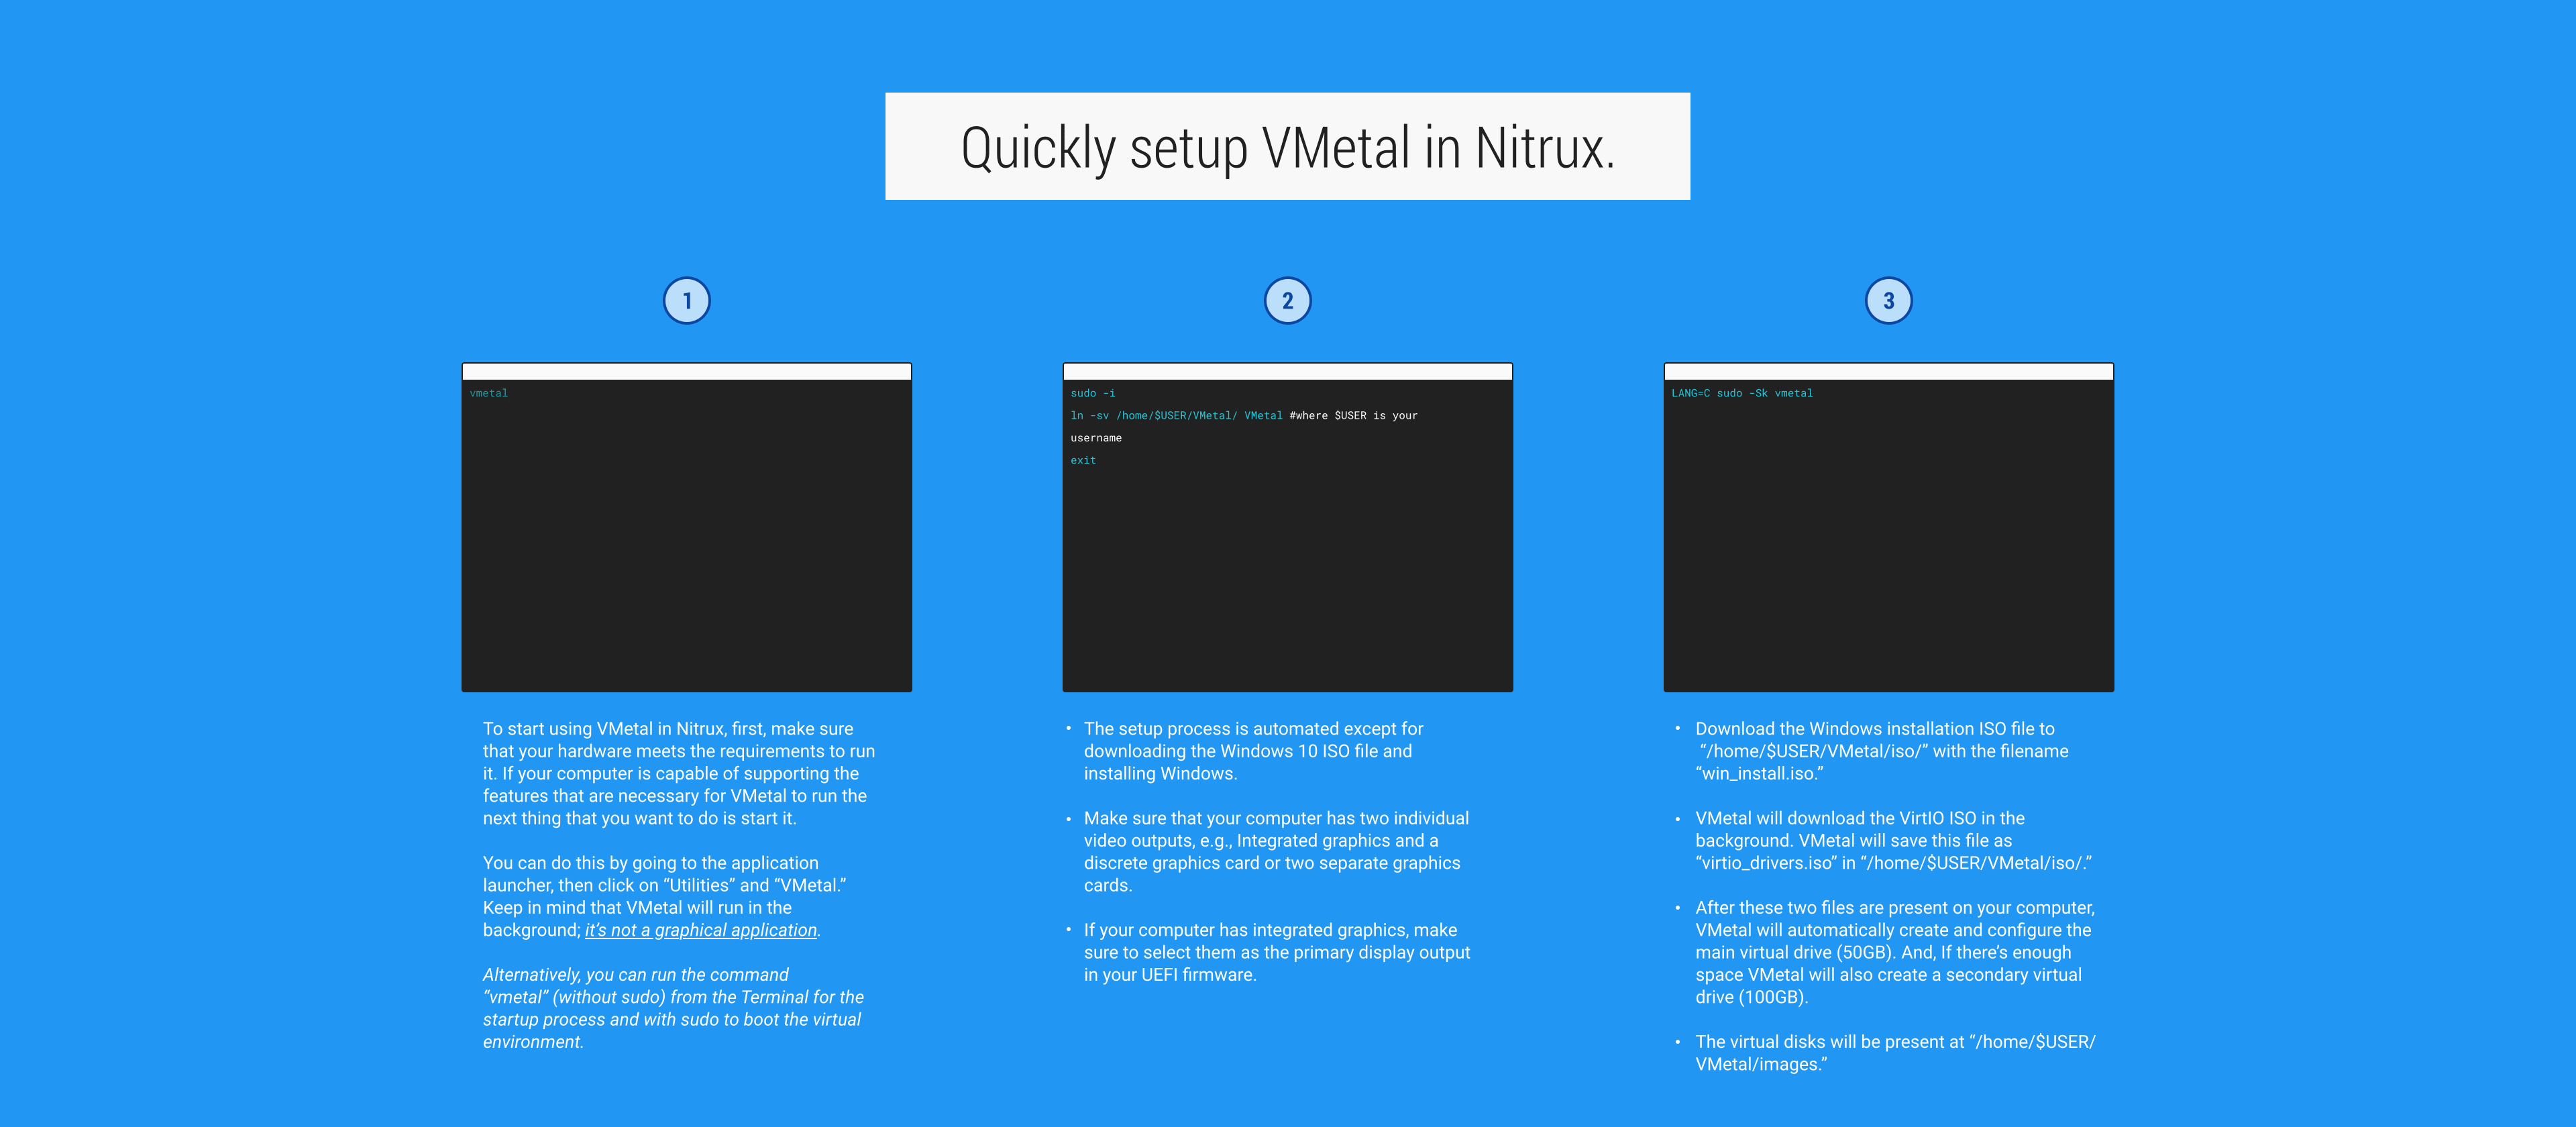 Quickly setup VMetal in Nitrux.
1
vmetal
To start using VMetal in Nitrux, first, make sure
that your hardware meets the requirements to run
it. If your computer is capable of supporting the
features that are necessary for VMetal to run the
next thing that you want to do is start it.
You can do this by going to the application
launcher, then click on “Utilities” and “VMetal.”
Keep in mind that VMetal will run in the
background; it’s not a graphical application.
Alternatively, you can run the command
“vmetal” (without sudo) from the Terminal for the
startup process and with sudo to boot the virtual
environment.
2
sudo -i
ln -sv /home/$USER/VMetal/ VMetal #where $USER is your
username
exit
• The setup process is automated except for
downloading the Windows 10 ISO file and
installing Windows.
• Make sure that your computer has two individual
video outputs, e.g., Integrated graphics and a
discrete graphics card or two separate graphics
cards.
• If your computer has integrated graphics, make
sure to select them as the primary display output
in your UEFI firmware.
3
LANG=C sudo -Sk vmetal
• Download the Windows installation ISO file to
“/home/$USER/VMetal/iso/” with the filename
“win_install.iso.”
• VMetal will download the VirtIO ISO in the
background. VMetal will save this file as
“virtio_drivers.iso” in “/home/$USER/VMetal/iso/.”
• After these two files are present on your computer,
VMetal will automatically create and configure the
main virtual drive (50GB). And, If there’s enough
space VMetal will also create a secondary virtual
drive (100GB).
• The virtual disks will be present at “/home/$USER/
VMetal/images.”